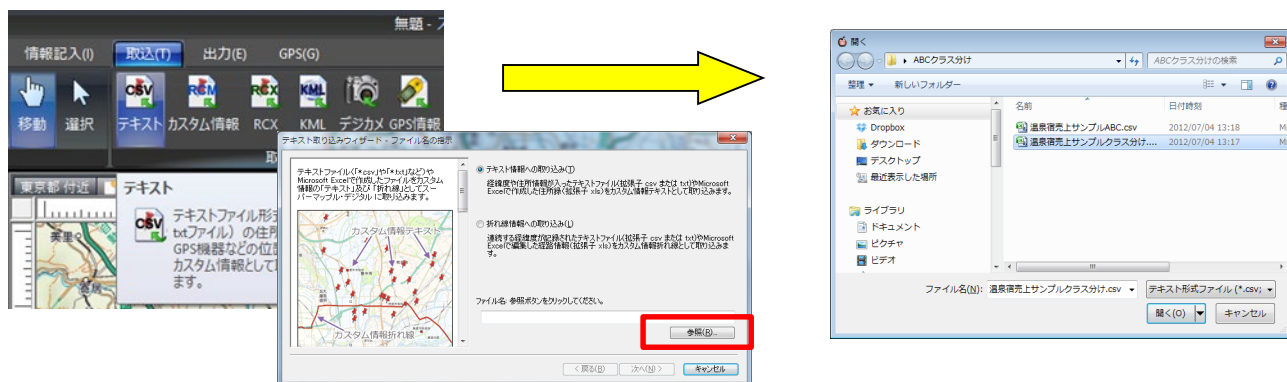 無題 - ス
情報記入(I)
取込(T)
出力(E)
GPS(G)
CSV
RCM
RCX
KML
移動
選択
テキスト
カスタム情報
RCX
KML
デジカメ
GPS情報
取
東京都 付近
テキスト
CSV
テキストファイル形式
txtファイル）の住所
GPS機器などの位
カスタム情報として
ます。
美里
テキスト取り込みウィザード - ファイル名の指示
テキストファイル(「*csv」や「*.txt」など)や
Microsoft Excelで作成したファイルをカスタム
情報の「テキスト」及び「折れ線」としてスー
パーマップル・デジタル に取り込みます。
カスタム情報テキスト
カスタム情報折れ線
テキスト情報への取り込み(T)
経緯度や住所情報が入ったテキストファイル(拡張子 csv または txt)やMicrosoft
Excelで作成した住所録(拡張子 xls)をカスタム情報テキストとして取り込みます。
折れ線情報への取り込み(L)
連続する経緯度が記録されたテキストファイル(拡張子 csv または txt)やMicrosoft
Excelで編集した経路情報(拡張子 xls)をカスタム情報折れ線として取り込みま
す。
ファイル名: 参照ボタンをクリックしてください。
参照(R)...
< 戻る(B)
次へ(N) >
キャンセル
開く
ABCクラス分け
ABCクラス分けの検索
整理
新しいフォルダー
お気に入り
Dropbox
ダウンロード
デスクトップ
最近表示した場所
ライブラリ
ドキュメント
ピクチャ
ビデオ
名前
日付時刻
種
温泉宿売上サンプルABC.csv
2012/07/04 13:18
Mi
温泉宿売上サンプルクラス分け....
2012/07/04 13:17
Mi
ファイル名(N):
温泉宿売上サンプルクラス分け.csv
テキスト形式ファイル (*.csv;
開く(O)
キャンセル